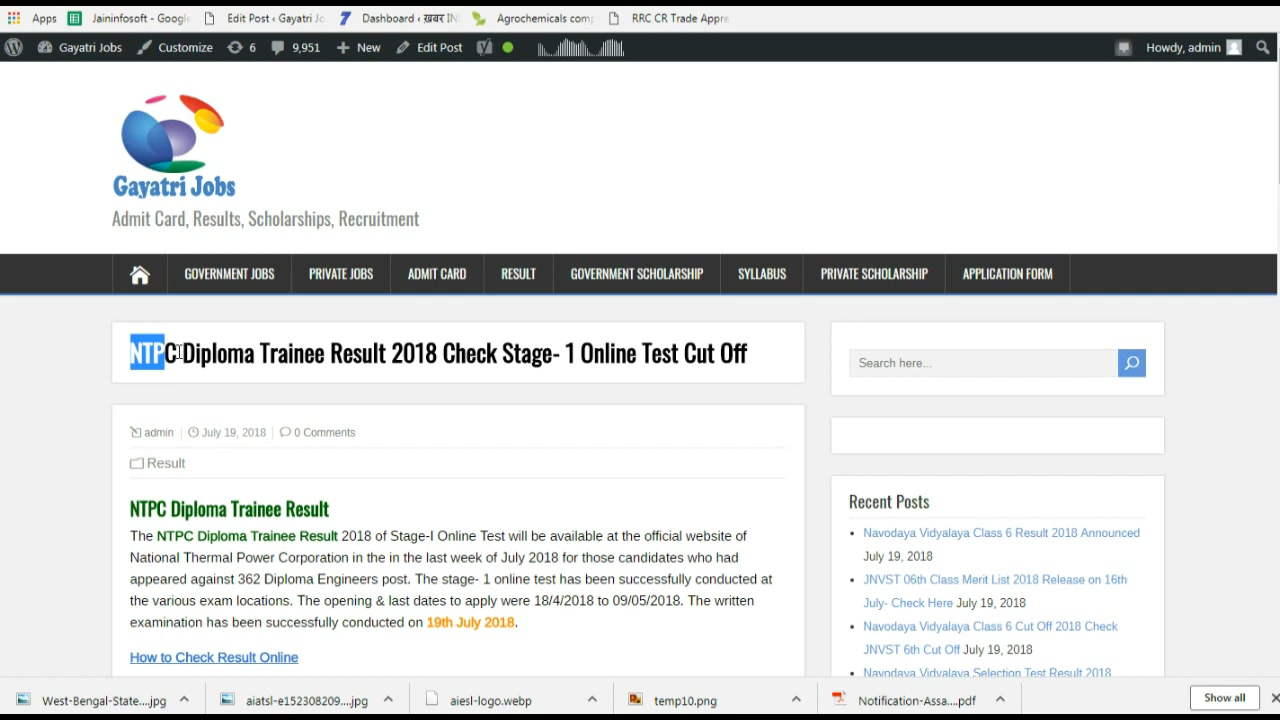 Apps Jaininfosoft - Google Edit Post ‹ Gayatri Jo Dashboard ‹ ख़बर IN Agrochemicals comp RRC CR Trade Appre
Gayatri Jobs Customize 6 9,951 New Edit Post Howdy, admin
Gayatri Jobs
Admit Card, Results, Scholarships, Recruitment
GOVERNMENT JOBS PRIVATE JOBS ADMIT CARD RESULT GOVERNMENT SCHOLARSHIP SYLLABUS PRIVATE SCHOLARSHIP APPLICATION FORM
NTPC Diploma Trainee Result 2018 Check Stage- 1 Online Test Cut Off
admin July 19, 2018 0 Comments
Result
NTPC Diploma Trainee Result
The NTPC Diploma Trainee Result 2018 of Stage-I Online Test will be available at the official website of
National Thermal Power Corporation in the in the last week of July 2018 for those candidates who had
appeared against 362 Diploma Engineers post. The stage- 1 online test has been successfully conducted at
the various exam locations. The opening & last dates to apply were 18/4/2018 to 09/05/2018. The written
examination has been successfully conducted on 19th July 2018.
How to Check Result Online
Search here...
Recent Posts
Navodaya Vidyalaya Class 6 Result 2018 Announced
July 19, 2018
JNVST 06th Class Merit List 2018 Release on 16th
July- Check Here July 19, 2018
Navodaya Vidyalaya Class 6 Cut Off 2018 Check
JNVST 6th Cut Off July 19, 2018
Navodaya Vidyalaya Selection Test Result 2018
West-Bengal-State....jpg aiatsl-e152308209....jpg aiesl-logo.webp temp10.png Notification-Assa....pdf Show all